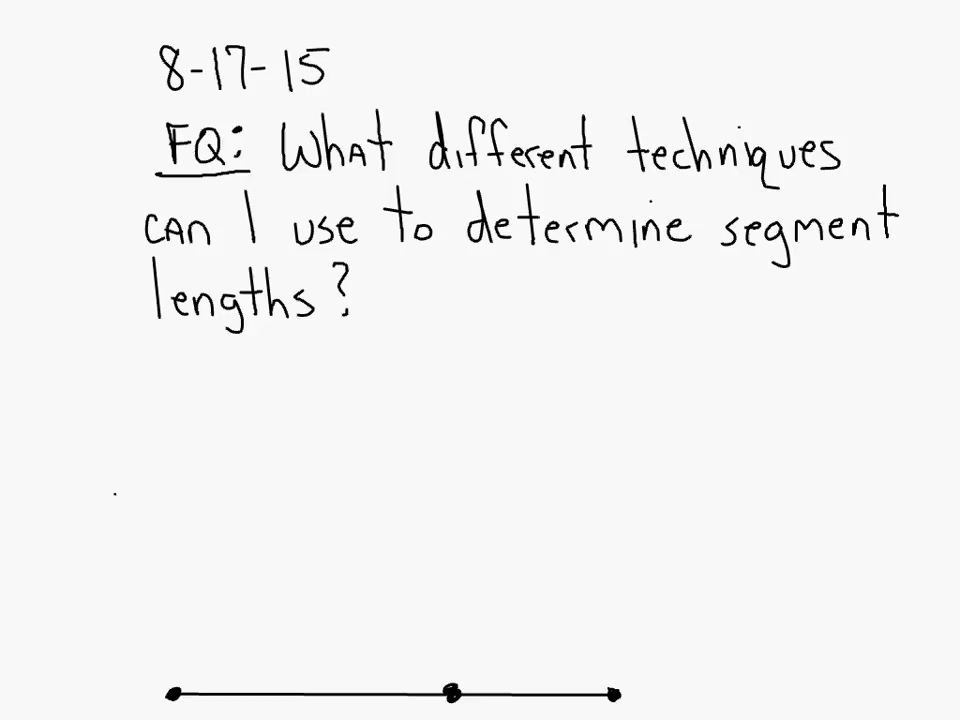 8-17-15
FQ: What different techniques
can I use to determine segment
lengths?